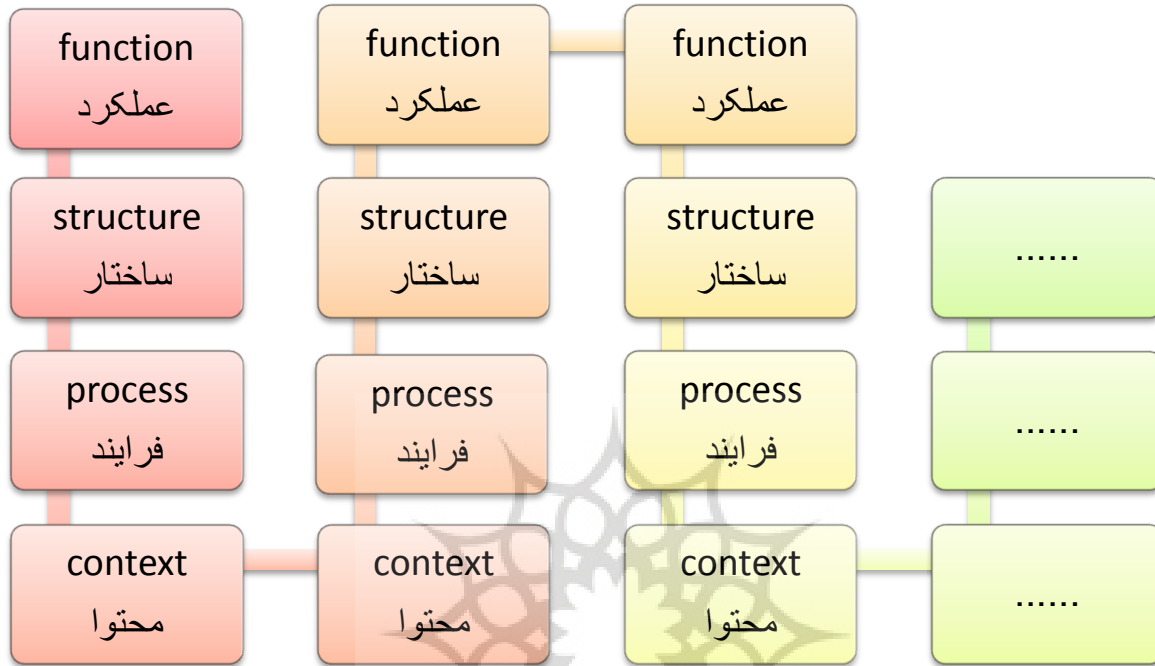 function
عملکرد
structure
ساختار
process
فرایند
context
محتوا
function
عملکرد
structure
ساختار
process
فرایند
context
محتوا
function
عملکرد
structure
ساختار
process
فرایند
context
محتوا
......
......
......